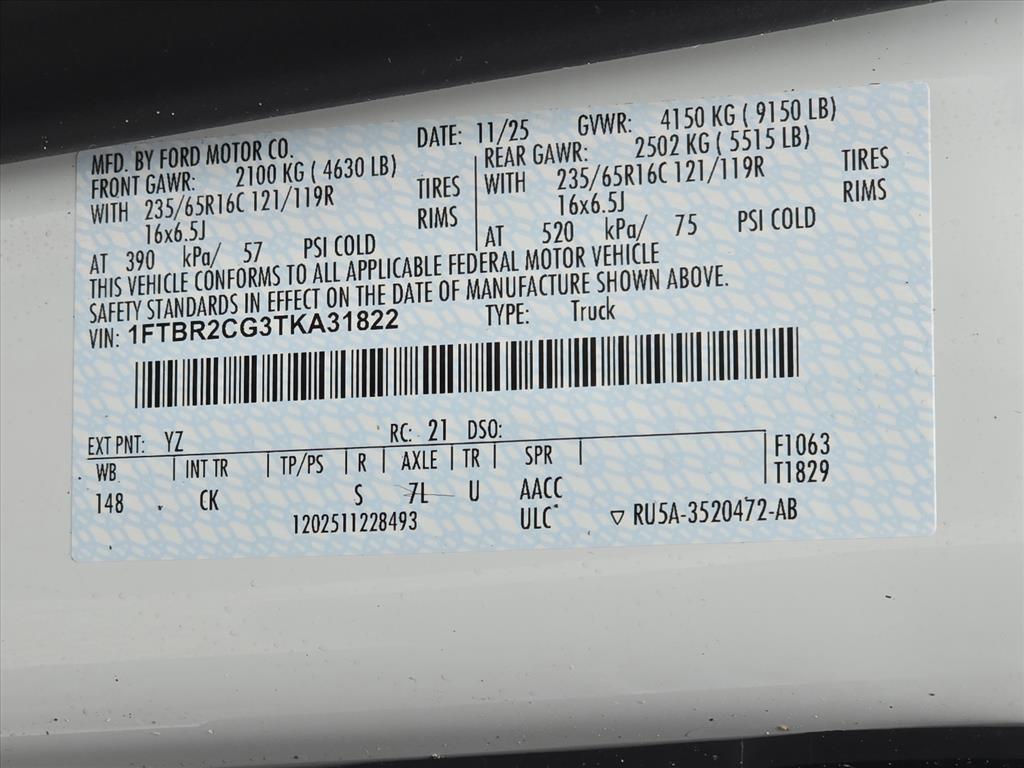 MFD. BY FORD MOTOR CO. DATE: 11/25 GVWR: 4150 KG ( 9150 LB)
FRONT GAWR: 2100 KG ( 4630 LB) REAR GAWR: 2502 KG ( 5515 LB)
WITH 235/65R16C 121/119R TIRES WITH 235/65R16C 121/119R TIRES
16x6.5J RIMS 16x6.5J RIMS
AT 390 kPa/ 57 PSI COLD AT 520 kPa/ 75 PSI COLD
THIS VEHICLE CONFORMS TO ALL APPLICABLE FEDERAL MOTOR VEHICLE
SAFETY STANDARDS IN EFFECT ON THE DATE OF MANUFACTURE SHOWN ABOVE.
VIN: 1FTBR2CG3TKA31822 TYPE: Truck
EXT PNT: YZ RC: 21 DSO:
WB INT TR TP/PS R AXLE TR SPR F1063
148 CK S 7L U AACC T1829
1202511228493 ULC RU5A-3520472-AB